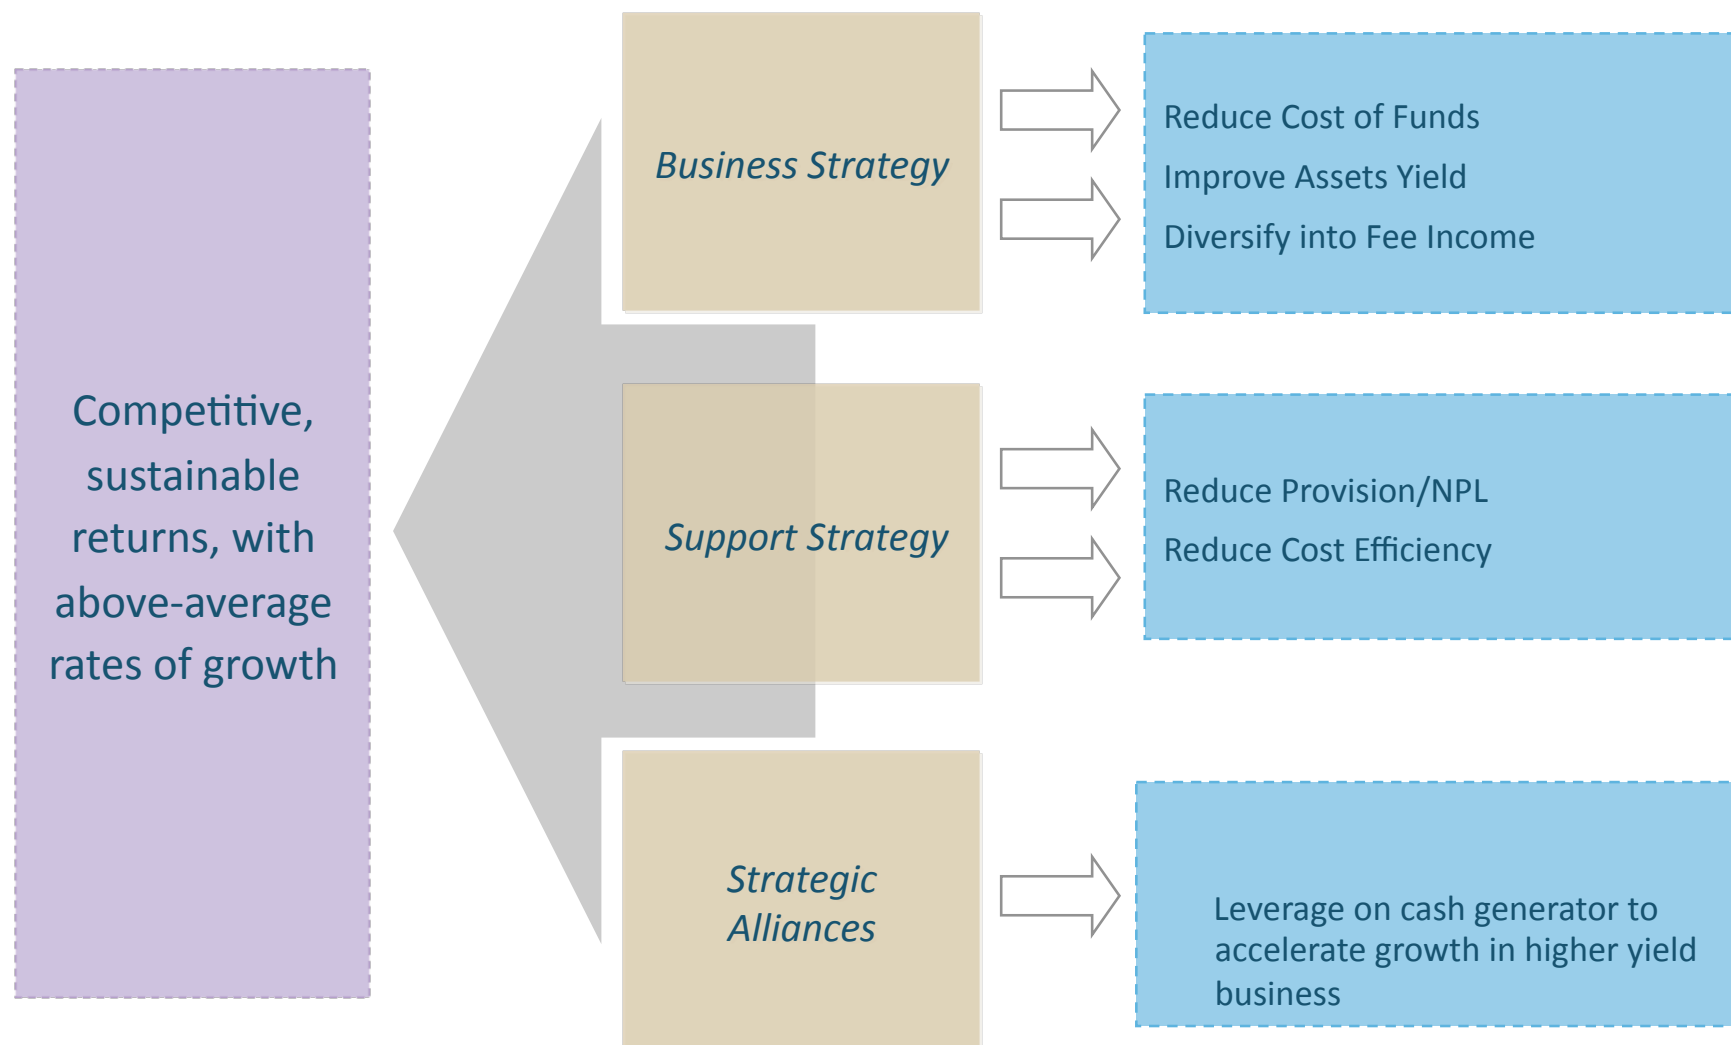 Competitive,
sustainable
returns, with
above-average
rates of growth
Business Strategy
Reduce Cost of Funds
Improve Assets Yield
Diversify into Fee Income
Support Strategy
Reduce Provision/NPL
Reduce Cost Efficiency
Strategic
Alliances
Leverage on cash generator to
accelerate growth in higher yield
business